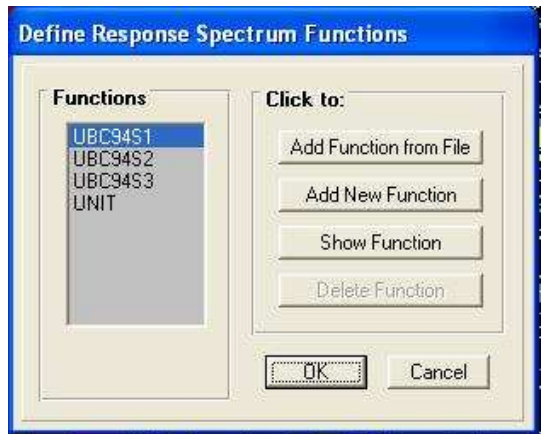 Define Response Spectrum Functions
Functions
UBC94S1
UBC94S2
UBC94S3
UNIT
Click to:
Add Function from File
Add New Function
Show Function
Delete Function
OK
Cancel